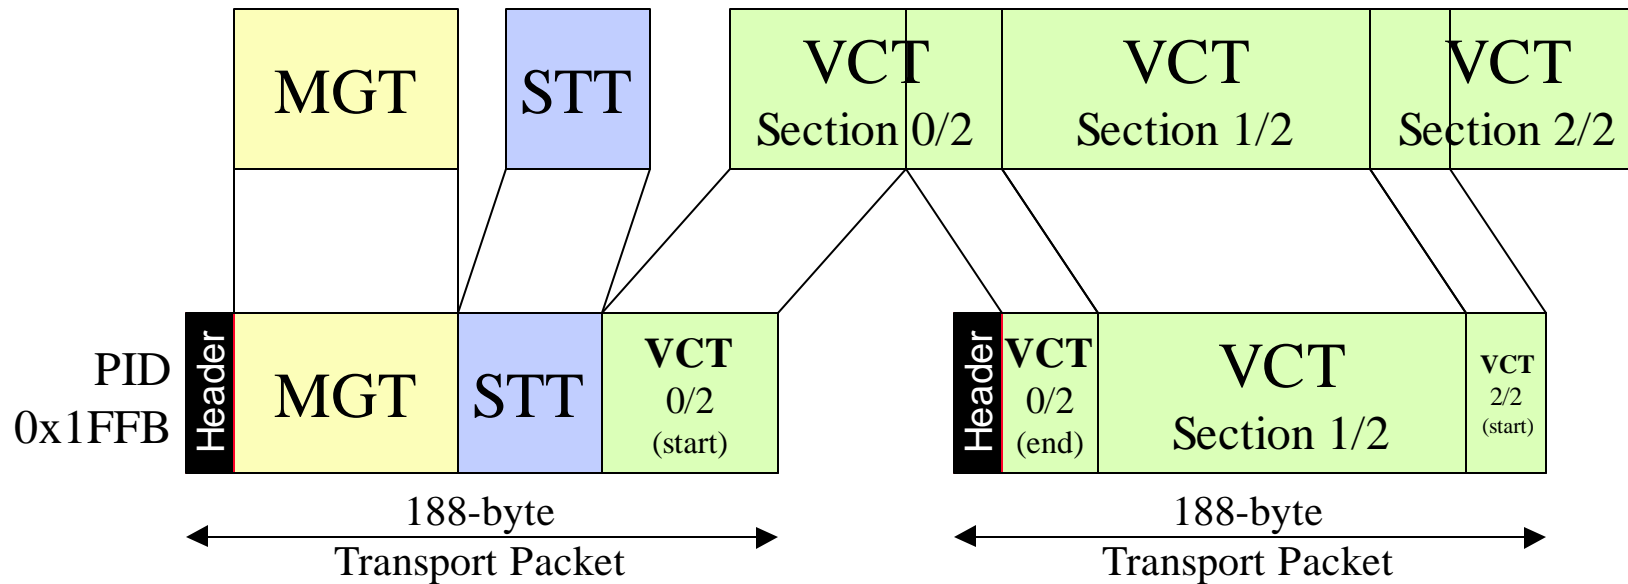 MGT
STT
VCT
Section 0/2
VCT
Section 1/2
VCT
Section 2/2
PID
0x1FFB
Header
MGT
STT
VCT
0/2
(start)
Header
VCT
0/2
(end)
VCT
Section 1/2
VCT
2/2
(start)
188-byte
Transport Packet
188-byte
Transport Packet